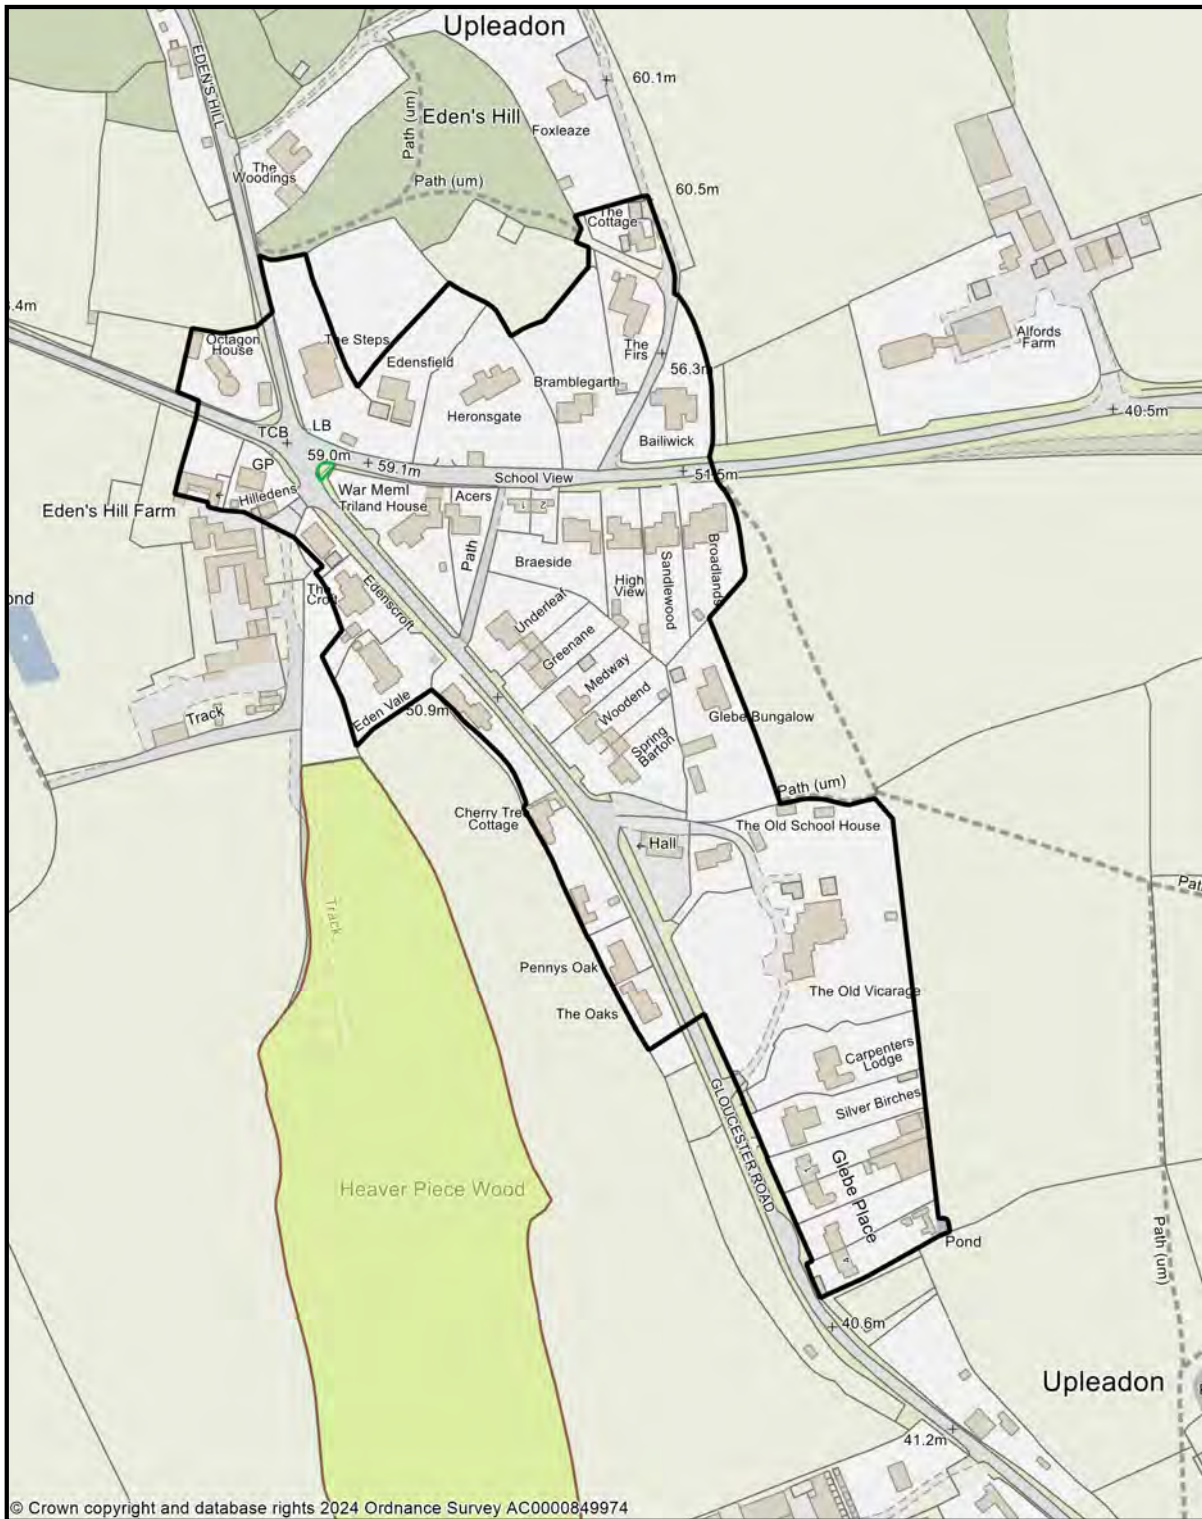 Upleadon
EDEN'S HILL
60.1m
Path (um)
Eden's Hill
Foxleaze
The
Woodings
Path (um)
60.5m
The
Cottage
.4m
Octagon
House
The Steps
The
Firs
Alfords
Farm
Edensfield
56.3m
Bramblegarth
Heronsgate
40.5m
TCB
LB
Bailiwick
59.0m
59.1m
School View
51.5m
GP
War Meml
Hilledens
Triland House
Acers
1
2
Eden's Hill Farm
Path
Braeside
High
View
Sandlewood
Broadlands
ond
Edenscroft
Underleaf
Greenane
Medway
Woodend
Spring
Barton
Glebe Bungalow
Eden Vale
50.9m
Track
Path (um)
Cherry Tree
Cottage
The Old School House
Hall
Path
Track
Pennys Oak
The Old Vicarage
The Oaks
Carpenters
Lodge
GLOUCESTER ROAD
Silver Birches
1
Glebe Place
Heaver Piece Wood
4
Pond
Path (um)
40.6m
Upleadon
41.2m
© Crown copyright and database rights 2024 Ordnance Survey AC0000849974